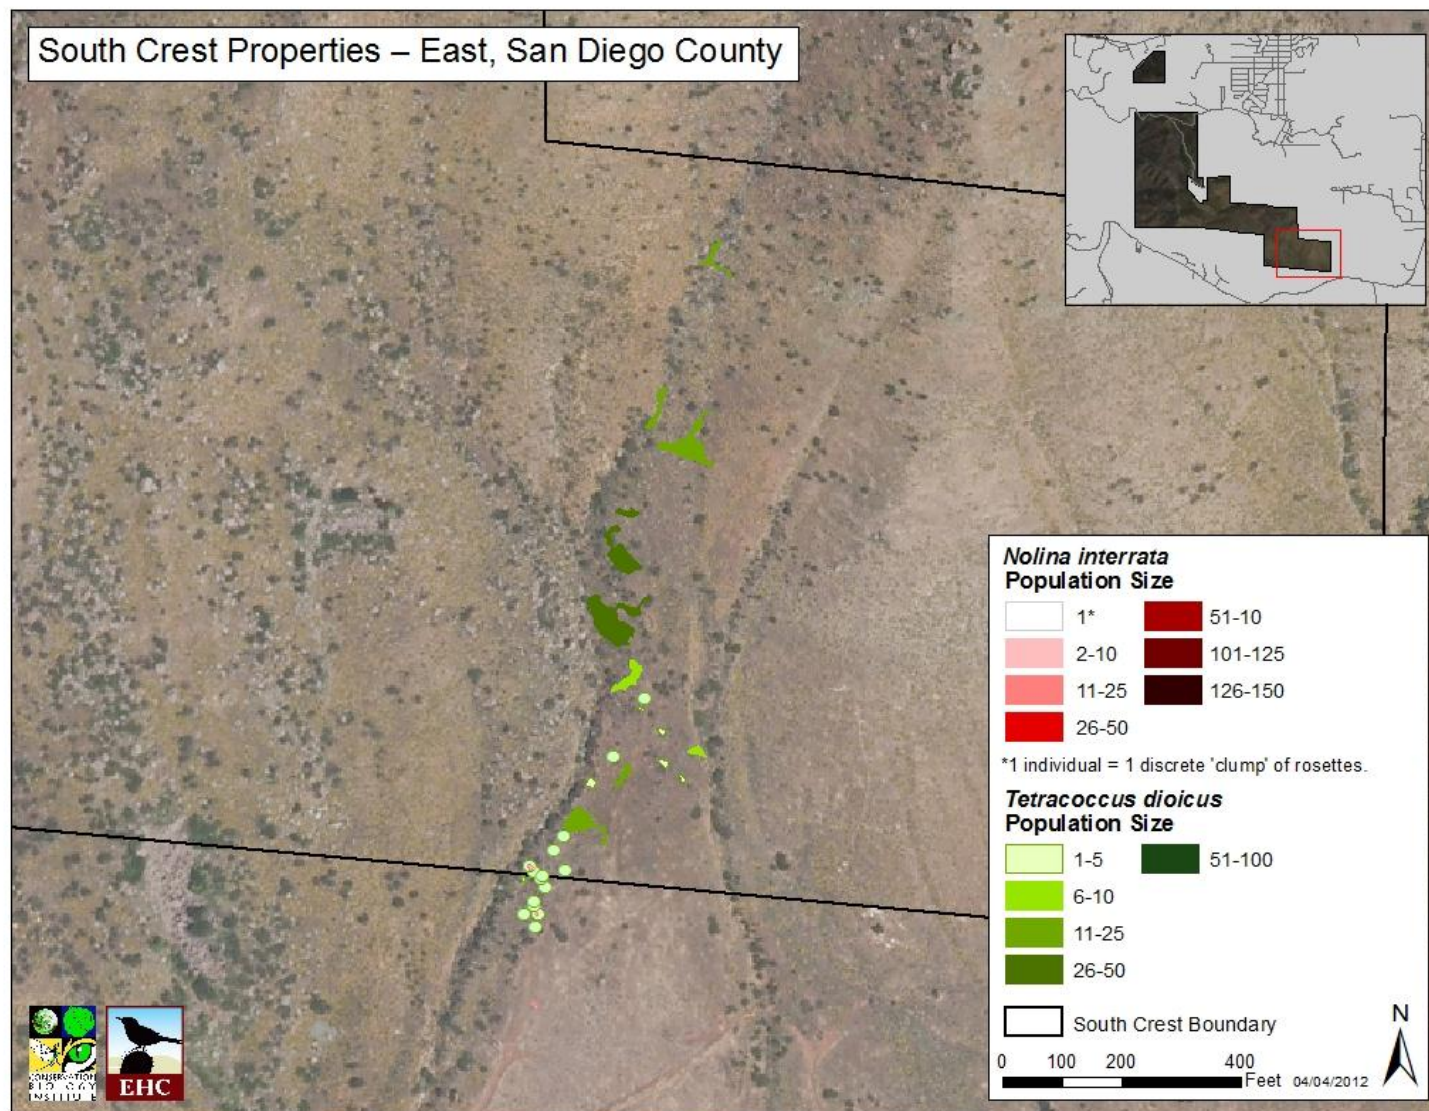 South Crest Properties – East, San Diego County
Nolina interrata
Population Size
1*
51-10
2-10
101-125
11-25
126-150
26-50
*1 individual = 1 discrete 'clump' of rosettes.
Tetracoccus dioicus
Population Size
1-5
51-100
6-10
11-25
26-50
South Crest Boundary
N
0 100 200 400
Feet 04/04/2012
CONSERVATION
BIOLOGY
INSTITUTE
EHC